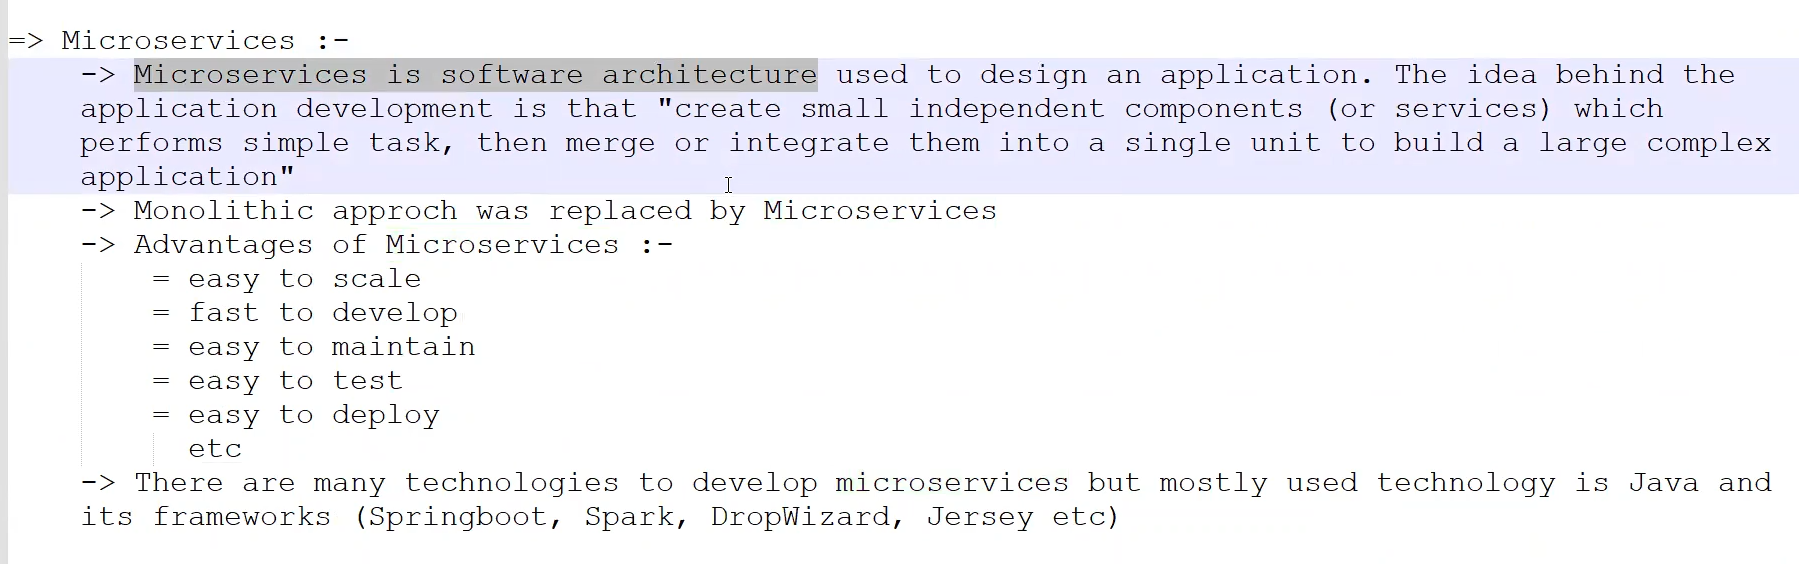 => Microservices :-
-> Microservices is software architecture used to design an application. The idea behind the
application development is that "create small independent components (or services) which
performs simple task, then merge or integrate them into a single unit to build a large complex
application"
-> Monolithic approch was replaced by Microservices
-> Advantages of Microservices :-
= easy to scale
= fast to develop
= easy to maintain
= easy to test
= easy to deploy
etc
-> There are many technologies to develop microservices but mostly used technology is Java and
its frameworks (Springboot, Spark, DropWizard, Jersey etc)